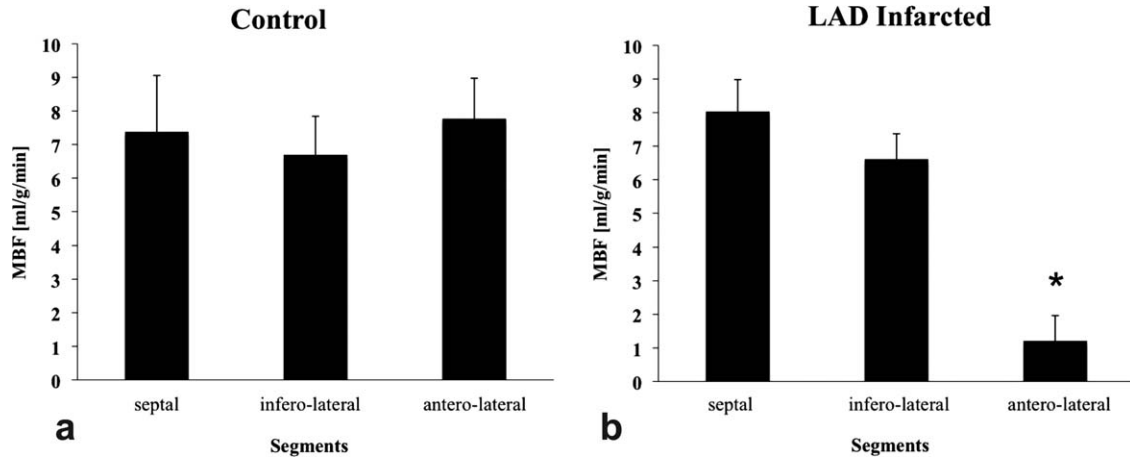 Control
10
9
8
7
6
5
4
3
2
1
0
MBF [ml/g/min]
septal infero-lateral antero-lateral
Segments
a
LAD Infarcted
10
9
8
7
6
5
4
3
2
1
0
MBF [ml/g/min]
*
septal infero-lateral antero-lateral
Segments
b